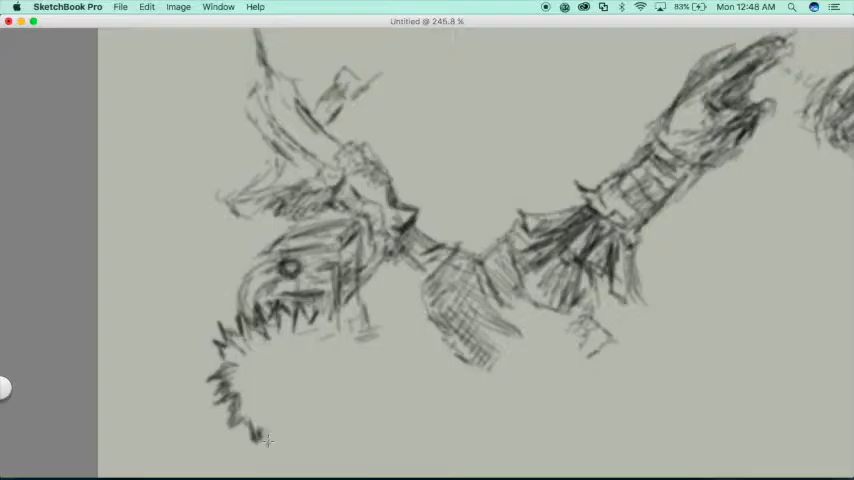 SketchBook Pro File Edit Image Window Help 83% Mon 12:48 AM
Untitled @ 245.8 %